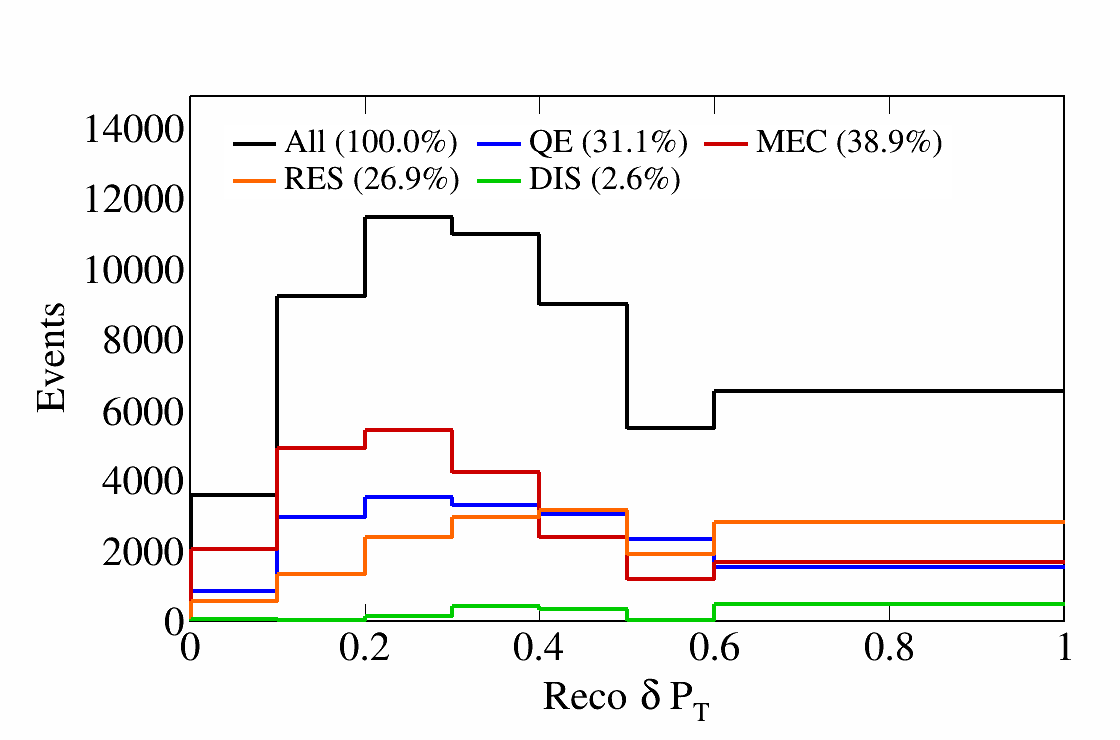 14000
12000
10000
8000
6000
4000
2000
0
Events
All (100.0%) QE (31.1%) MEC (38.9%)
RES (26.9%) DIS (2.6%)
0 0.2 0.4 0.6 0.8 1
Reco δ P_T